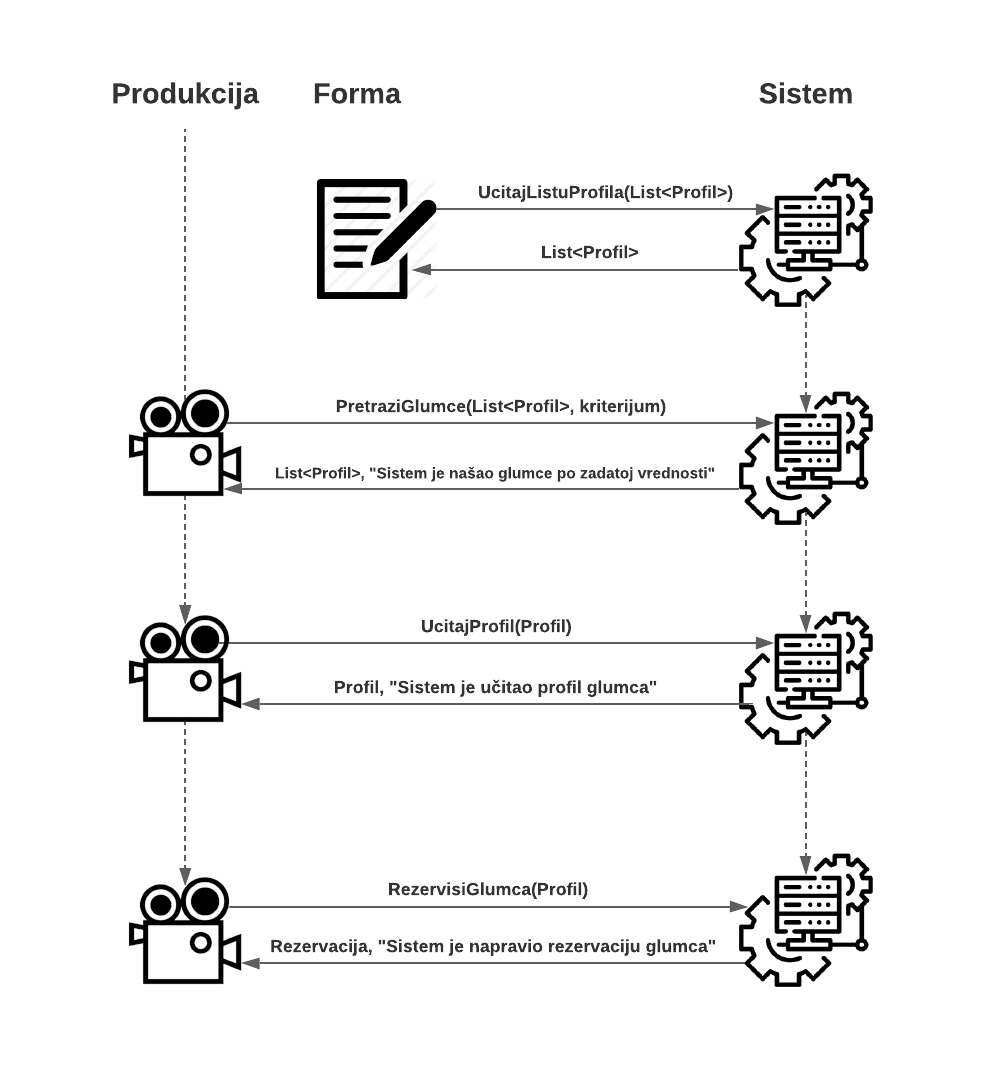 Produkcija
Forma
Sistem
UcitajListuProfila(List<Profil>)
List<Profil>
PretraziGlumce(List<Profil>, kriterijum)
List<Profil>, "Sistem je našao glumce po zadatoj vrednosti"
UcitajProfil(Profil)
Profil, "Sistem je učitao profil glumca"
RezervisiGlumca(Profil)
Rezervacija, "Sistem je napravio rezervaciju glumca"